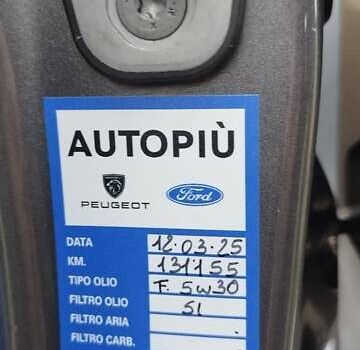 AUTOPIÙ
PEUGEOT Ford
DATA 12.03.25
KM. 131155
TIPO OLIO F. 5W30
FILTRO OLIO SI
FILTRO ARIA
FILTRO CARB.